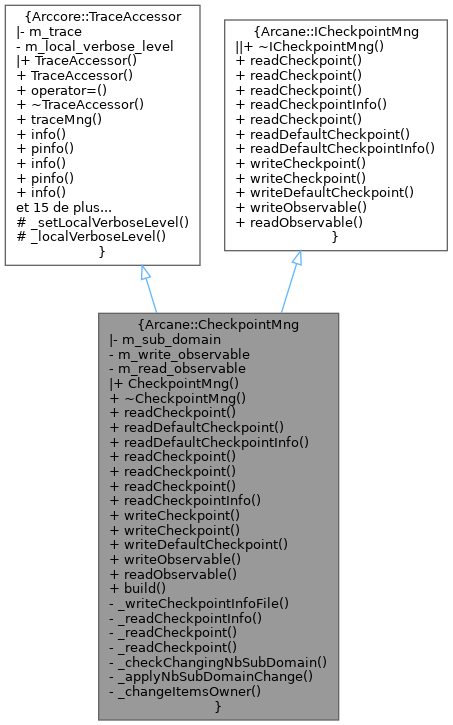 {Arccore::TraceAccessor
|- m_trace
- m_local_verbose_level
|+ TraceAccessor()
+ TraceAccessor()
+ operator=()
+ ~TraceAccessor()
+ traceMng()
+ info()
+ pinfo()
+ info()
+ pinfo()
+ info()
et 15 de plus...
# _setLocalVerboseLevel()
# _localVerboseLevel()
}
{Arcane::ICheckpointMng
||+ ~ICheckpointMng()
+ readCheckpoint()
+ readCheckpoint()
+ readCheckpoint()
+ readCheckpointInfo()
+ readCheckpoint()
+ readDefaultCheckpoint()
+ readDefaultCheckpointInfo()
+ writeCheckpoint()
+ writeCheckpoint()
+ writeDefaultCheckpoint()
+ writeObservable()
+ readObservable()
}
{Arcane::CheckpointMng
|- m_sub_domain
- m_write_observable
- m_read_observable
|+ CheckpointMng()
+ ~CheckpointMng()
+ readCheckpoint()
+ readDefaultCheckpoint()
+ readDefaultCheckpointInfo()
+ readCheckpoint()
+ readCheckpoint()
+ readCheckpoint()
+ readCheckpointInfo()
+ writeCheckpoint()
+ writeCheckpoint()
+ writeDefaultCheckpoint()
+ writeObservable()
+ readObservable()
+ build()
- _writeCheckpointInfoFile()
- _readCheckpointInfo()
- _readCheckpoint()
- _readCheckpoint()
- _checkChangingNbSubDomain()
- _applyNbSubDomainChange()
- _changeItemsOwner()
}